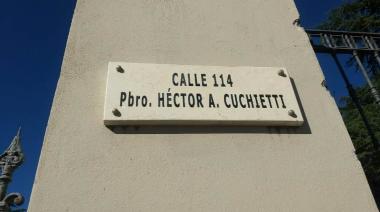 CALLE 114
Pbro. HÉCTOR A. CUCHIETTI